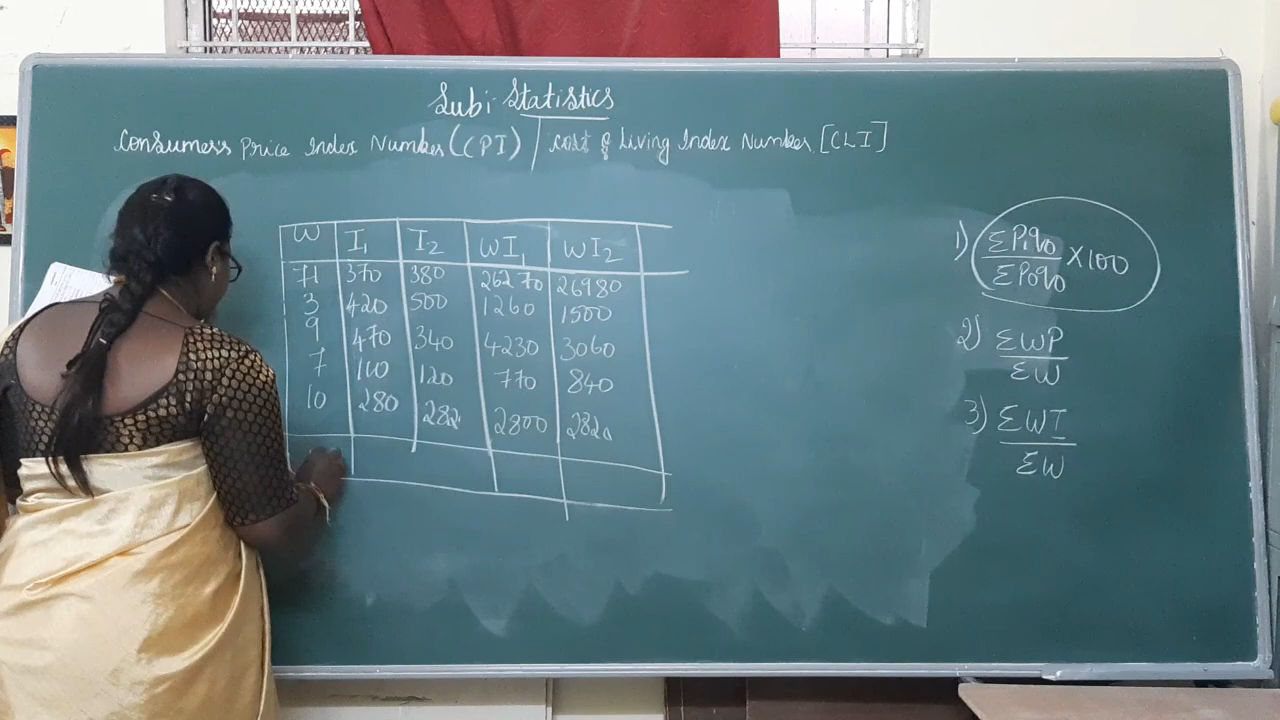 Subi-Statistics
Consumers Price Index Number (CPI) | Cost of Living Index Number [CLI]
W I₁ I₂ WI₁ WI₂
71 370 380 26270 26980
3 420 500 1260 1500
9 470 340 4230 3060
7 110 120 770 840
10 280 282 2800 2820
1) ΣP₁q₀ / ΣP₀q₀ ×100
2) ΣWP / ΣW
3) ΣWI / ΣW